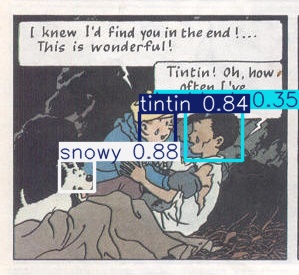 I knew I'd find you in the end!...
This is wonderful!
Tintin! Oh, how
often I've
tintin 0.84
0.35
snowy 0.88